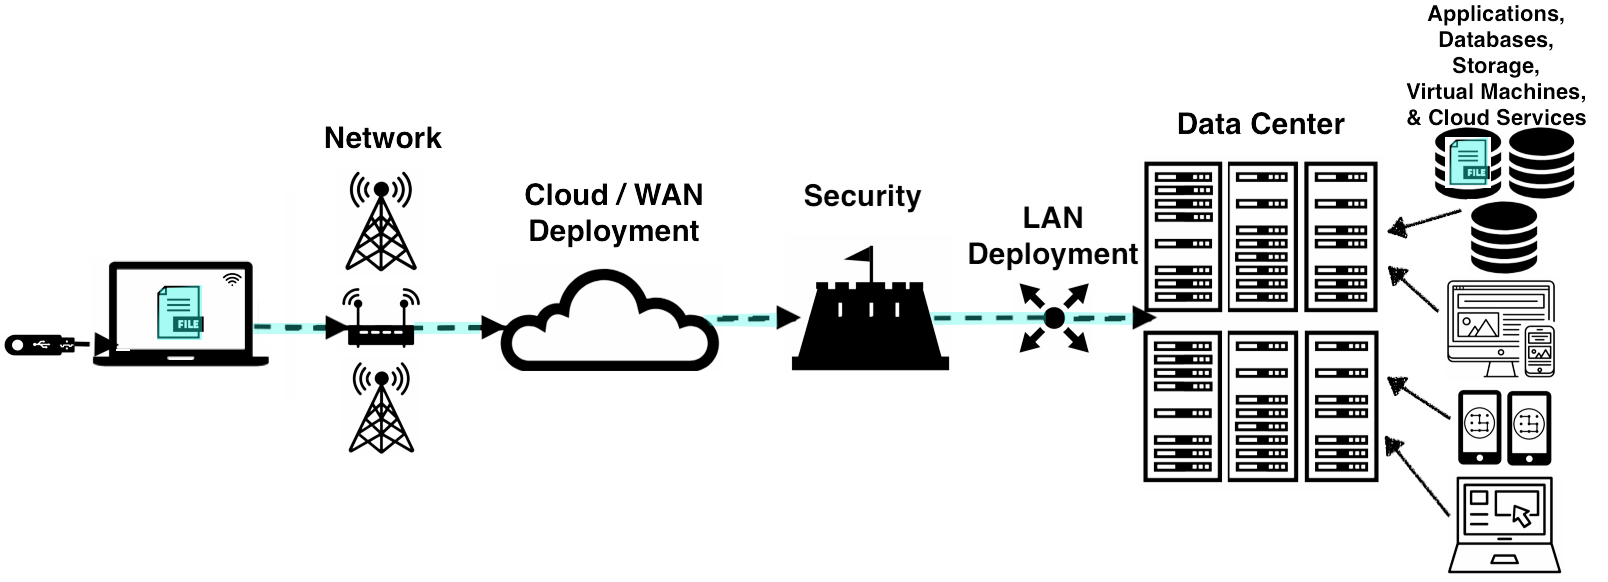 Applications,
Databases,
Storage,
Virtual Machines,
& Cloud Services
Data Center
Network
Cloud / WAN
Deployment
Security
LAN
Deployment
FILE
FILE